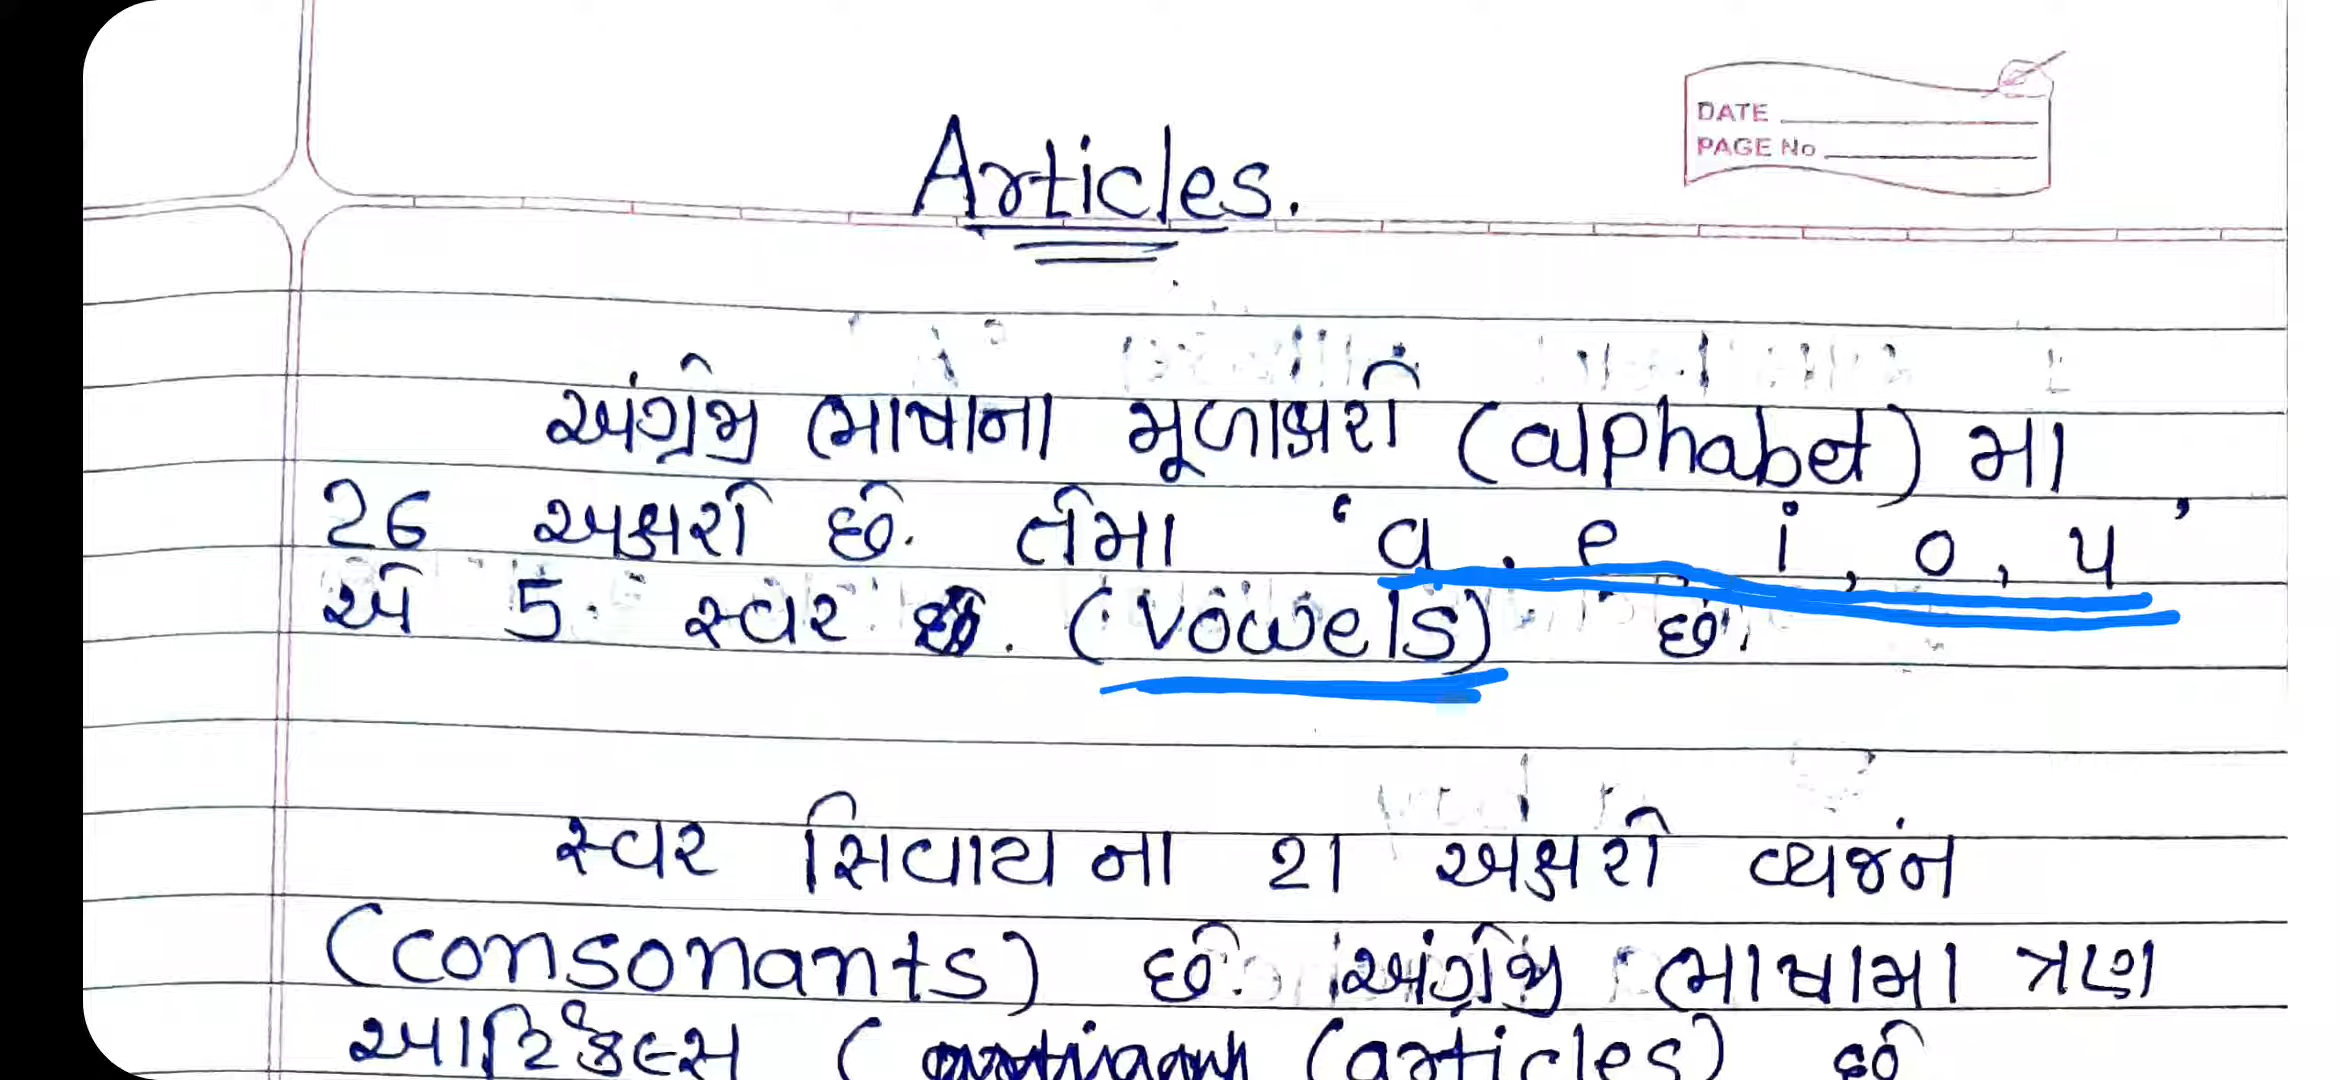 DATE
PAGE No
Articles.
અંગ્રેજી ભાષાના મૂળાક્ષરો (alphabet) મા
26 અક્ષરો છે. તેમા ‘a, e, i, o, u’
એ 5 સ્વર (vowels) છે.
સ્વર સિવાય ના 21 અક્ષરો વ્યજંન
(consonants) છે. અંગ્રેજી ભાષામા ત્રણ
આર્ટિકલ્સ (articles) છે